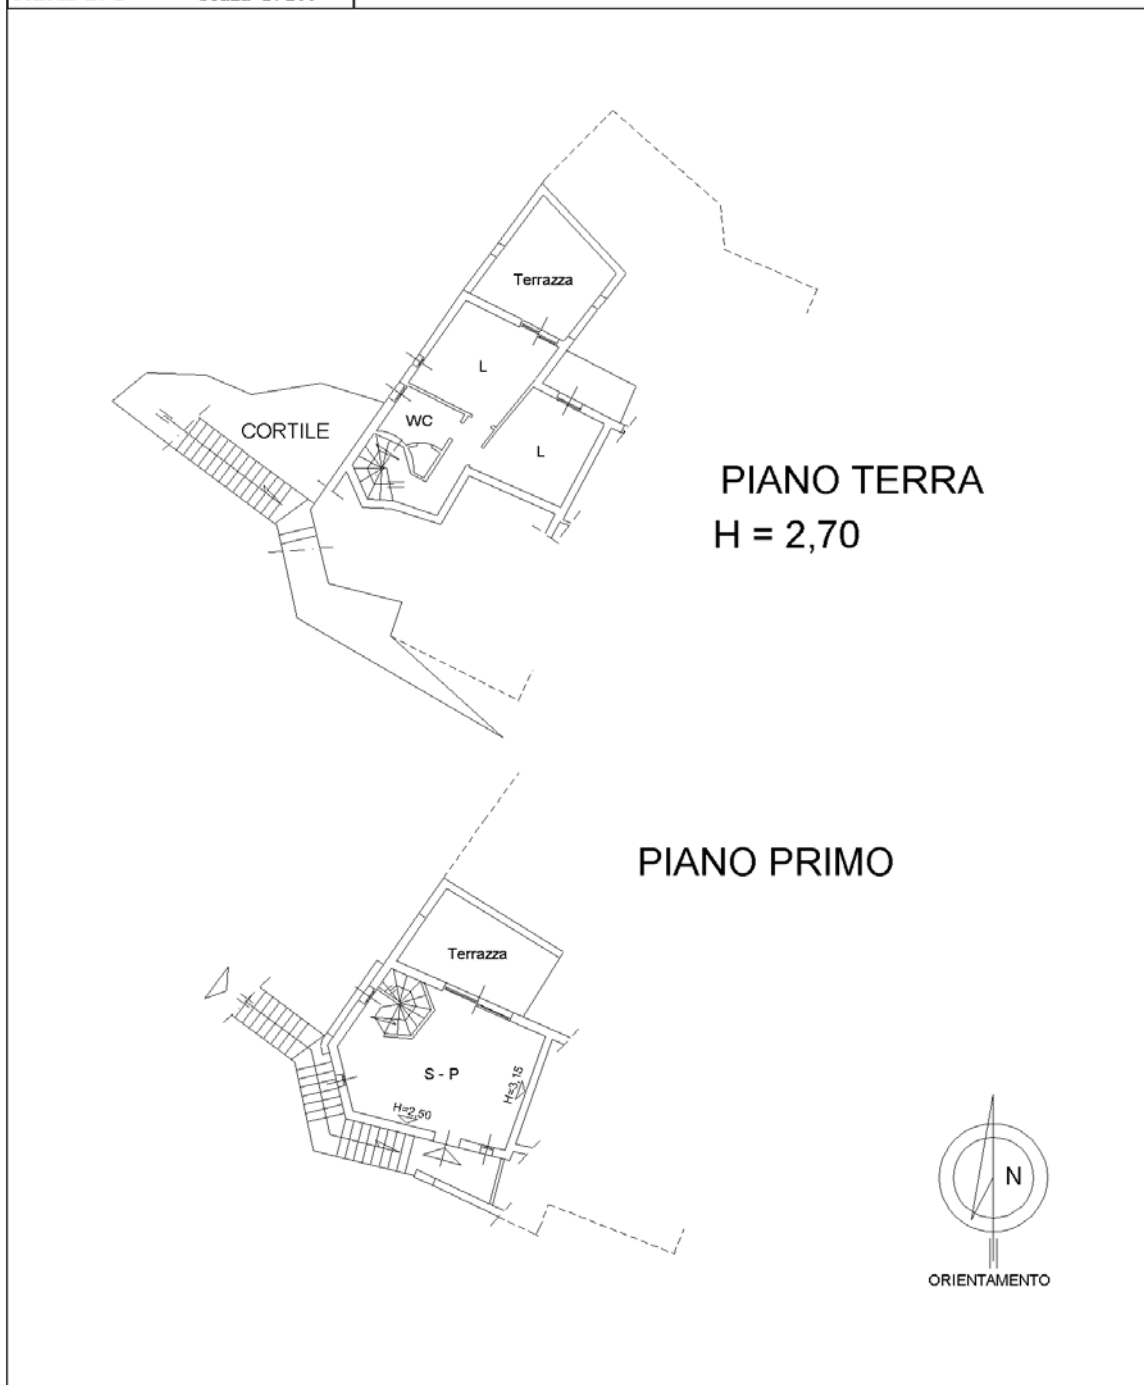 Terrazza
L
WC
CORTILE
L
PIANO TERRA
H = 2,70
PIANO PRIMO
Terrazza
S - P
H=3,15
H=2,50
N
ORIENTAMENTO